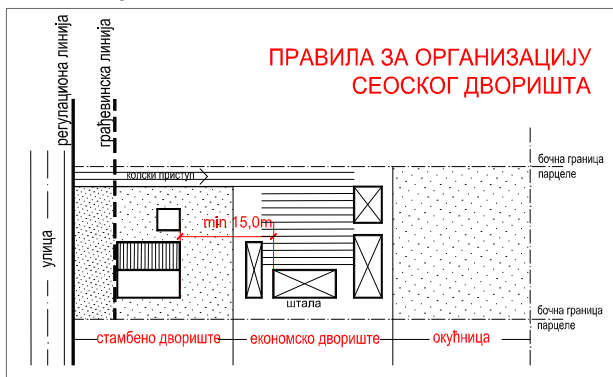 ПРАВИЛА ЗА ОРГАНИЗАЦИЈУ
СЕОСКОГ ДВОРИШТА
регулациона линија
грађевинска линија
улица
колски приступ
min 15,0m
штала
бочна граница
парцеле
бочна граница
парцеле
стамбено двориште
економско двориште
окућница